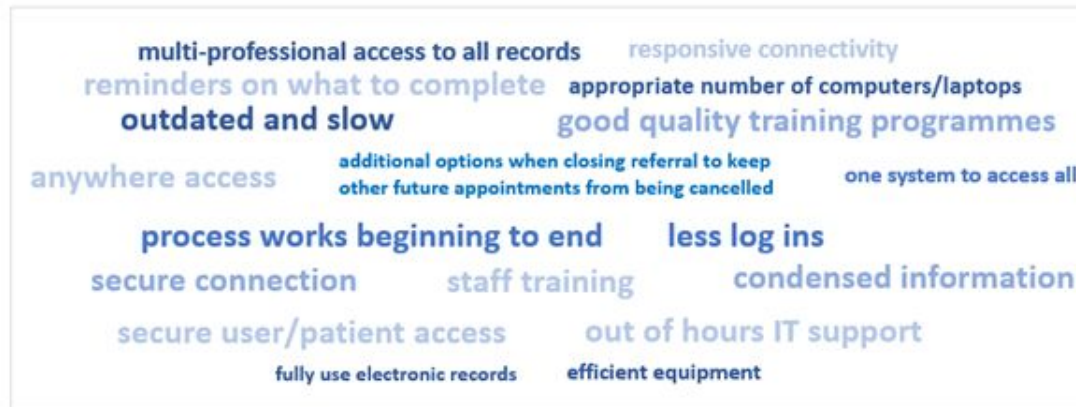 multi-professional access to all records responsive connectivity
reminders on what to complete appropriate number of computers/laptops
outdated and slow good quality training programmes
additional options when closing referral to keep
other future appointments from being cancelled
anywhere access one system to access all
process works beginning to end less log ins
secure connection staff training condensed information
secure user/patient access out of hours IT support
fully use electronic records efficient equipment